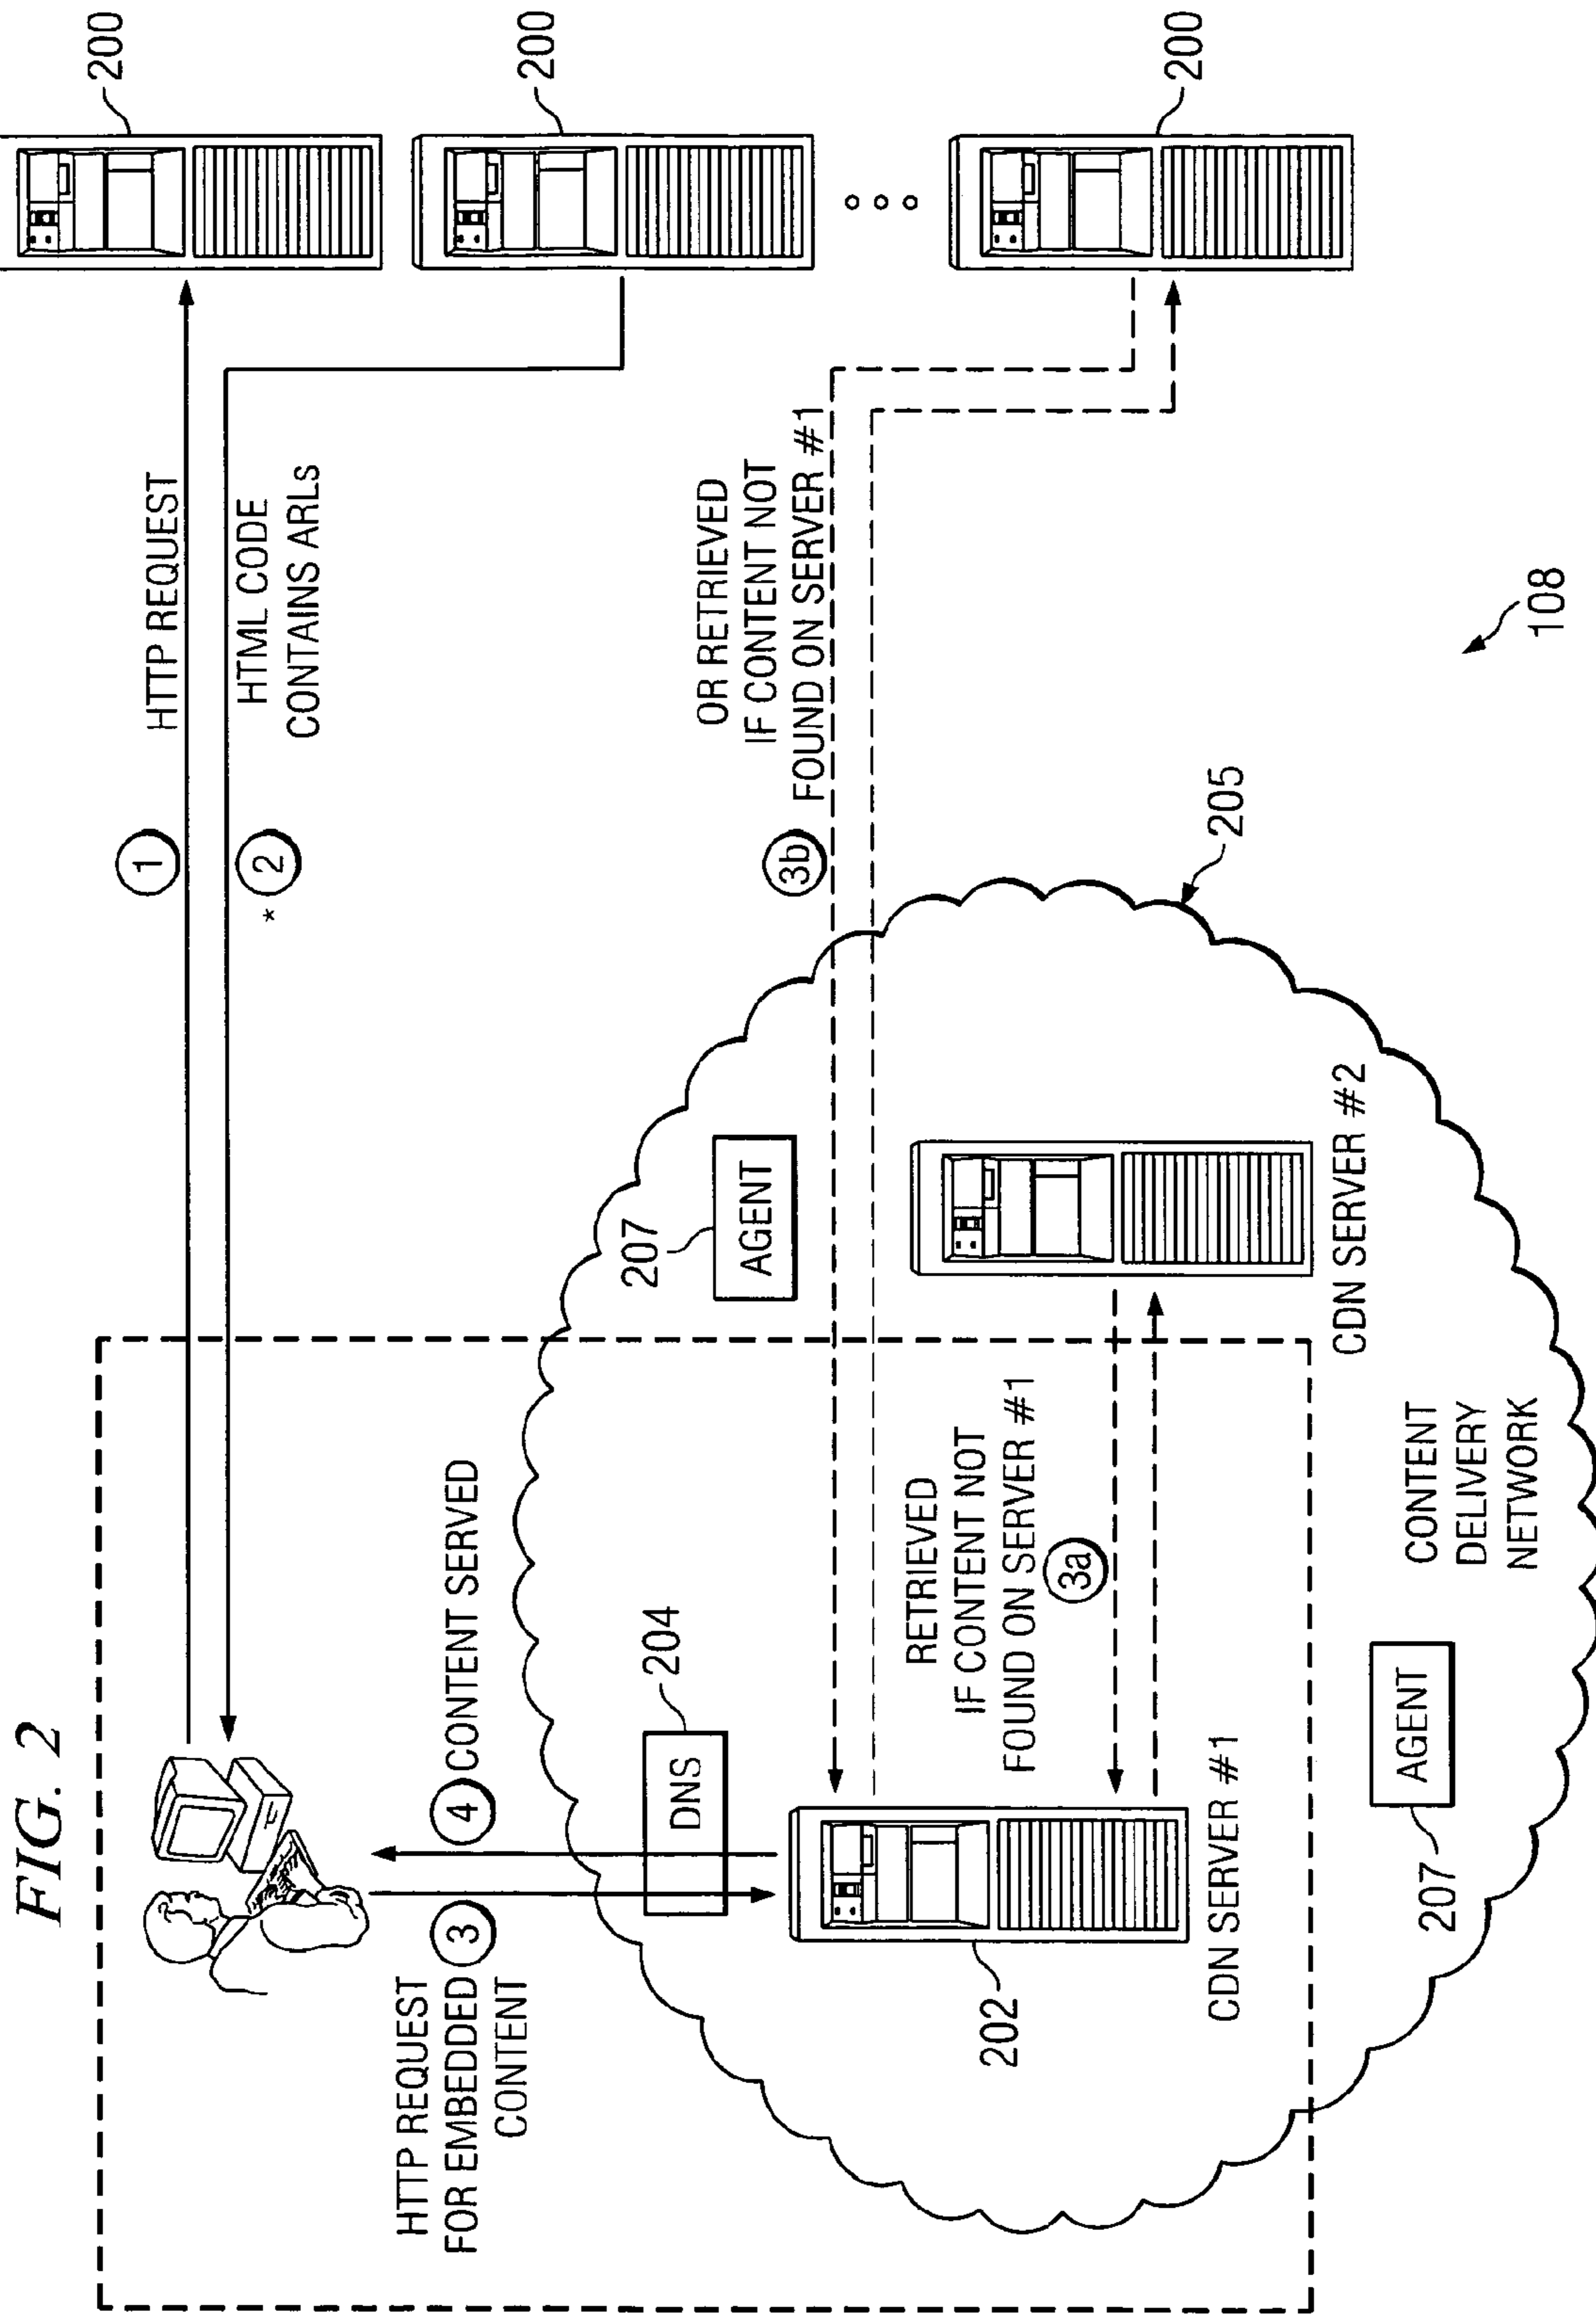 FIG. 2
HTTP REQUEST
FOR EMBEDDED
CONTENT
3
4
CONTENT SERVED
DNS
204
1
HTTP REQUEST
* 2
HTML CODE
CONTAINS ARLs
200
200
200
3b
OR RETRIEVED
IF CONTENT NOT
FOUND ON SERVER #1
207
AGENT
205
RETRIEVED
IF CONTENT NOT
FOUND ON SERVER #1
3a
202
CDN SERVER #1
CDN SERVER #2
AGENT
207
CONTENT
DELIVERY
NETWORK
108